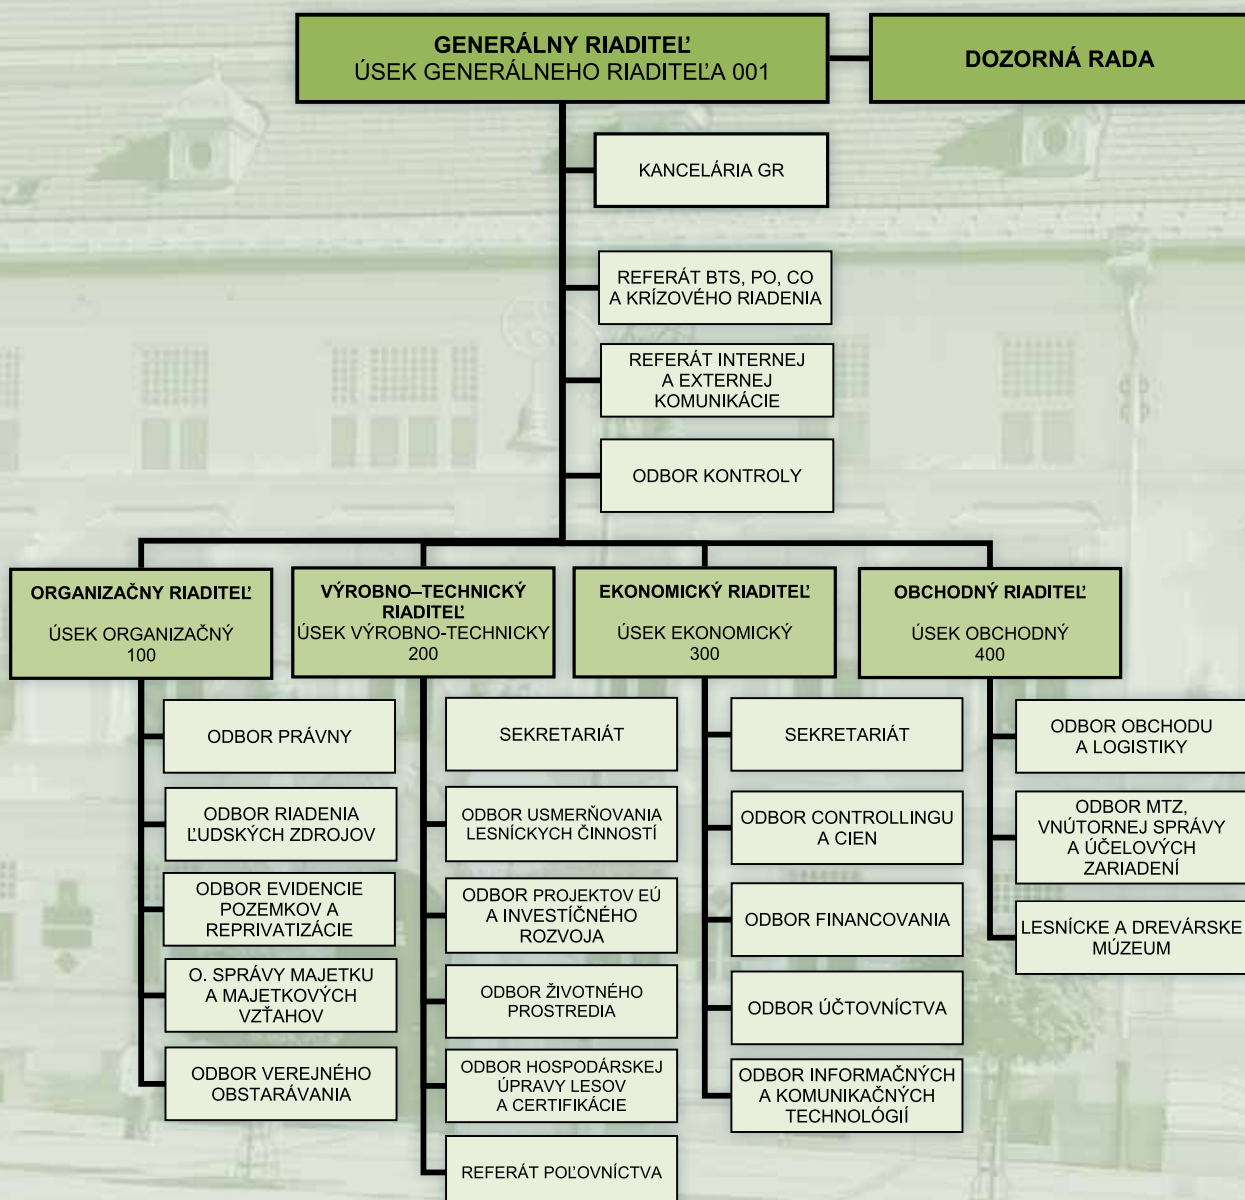 GENERÁLNY RIADITEĽ
ÚSEK GENERÁLNEHO RIADITEĽA 001
DOZORNÁ RADA
KANCELÁRIA GR
REFERÁT BTS, PO, CO
A KRÍZOVÉHO RIADENIA
REFERÁT INTERNEJ
A EXTERNEJ
KOMUNIKÁCIE
ODBOR KONTROLY
ORGANIZAČNY RIADITEĽ
ÚSEK ORGANIZAČNÝ
100
ODBOR PRÁVNY
ODBOR RIADENIA
ĽUDSKÝCH ZDROJOV
ODBOR EVIDENCIE
POZEMKOV A
REPRIVATIZÁCIE
O. SPRÁVY MAJETKU
A MAJETKOVÝCH
VZŤAHOV
ODBOR VEREJNÉHO
OBSTARÁVANIA
VÝROBNO–TECHNICKÝ
RIADITEĽ
ÚSEK VÝROBNO-TECHNICKY
200
SEKRETARIÁT
ODBOR USMERŇOVANIA
LESNÍCKYCH ČINNOSTÍ
ODBOR PROJEKTOV EÚ
A INVESTÍČNÉHO
ROZVOJA
ODBOR ŽIVOTNÉHO
PROSTREDIA
ODBOR HOSPODÁRSKEJ
ÚPRAVY LESOV
A CERTIFIKÁCIE
REFERÁT POĽOVNÍCTVA
EKONOMICKÝ RIADITEĽ
ÚSEK EKONOMICKÝ
300
SEKRETARIÁT
ODBOR CONTROLLINGU
A CIEN
ODBOR FINANCOVANIA
ODBOR ÚČTOVNÍCTVA
ODBOR INFORMAČNÝCH
A KOMUNIKAČNÝCH
TECHNOLÓGIÍ
OBCHODNÝ RIADITEĽ
ÚSEK OBCHODNÝ
400
ODBOR OBCHODU
A LOGISTIKY
ODBOR MTZ,
VNÚTORNEJ SPRÁVY
A ÚČELOVÝCH
ZARIADENÍ
LESNÍCKE A DREVÁRSKE
MÚZEUM